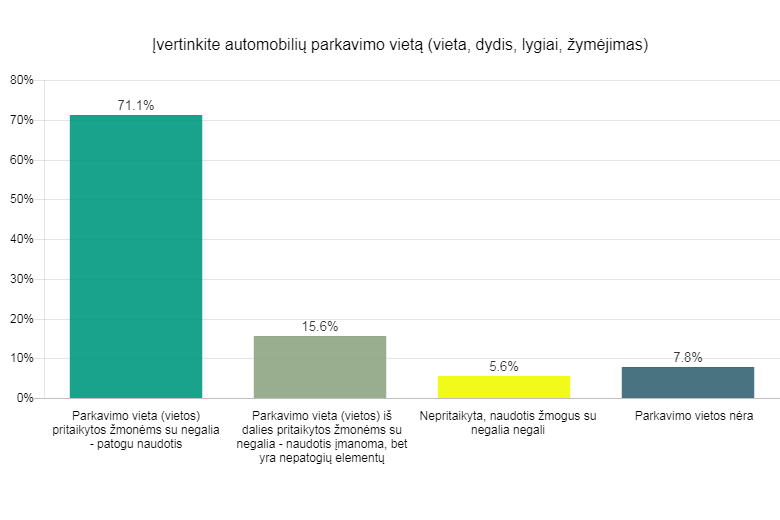 Įvertinkite automobilių parkavimo vietą (vieta, dydis, lygiai, žymėjimas)
80%
70%
60%
50%
40%
30%
20%
10%
0%
71.1%
15.6%
5.6%
7.8%
Parkavimo vieta (vietos)
pritaikytos žmonėms su negalia
- patogu naudotis
Parkavimo vieta (vietos) iš
dalies pritaikytos žmonėms su
negalia - naudotis įmanoma, bet
yra nepatogių elementų
Nepritaikyta, naudotis žmogus su
negalia negali
Parkavimo vietos nėra